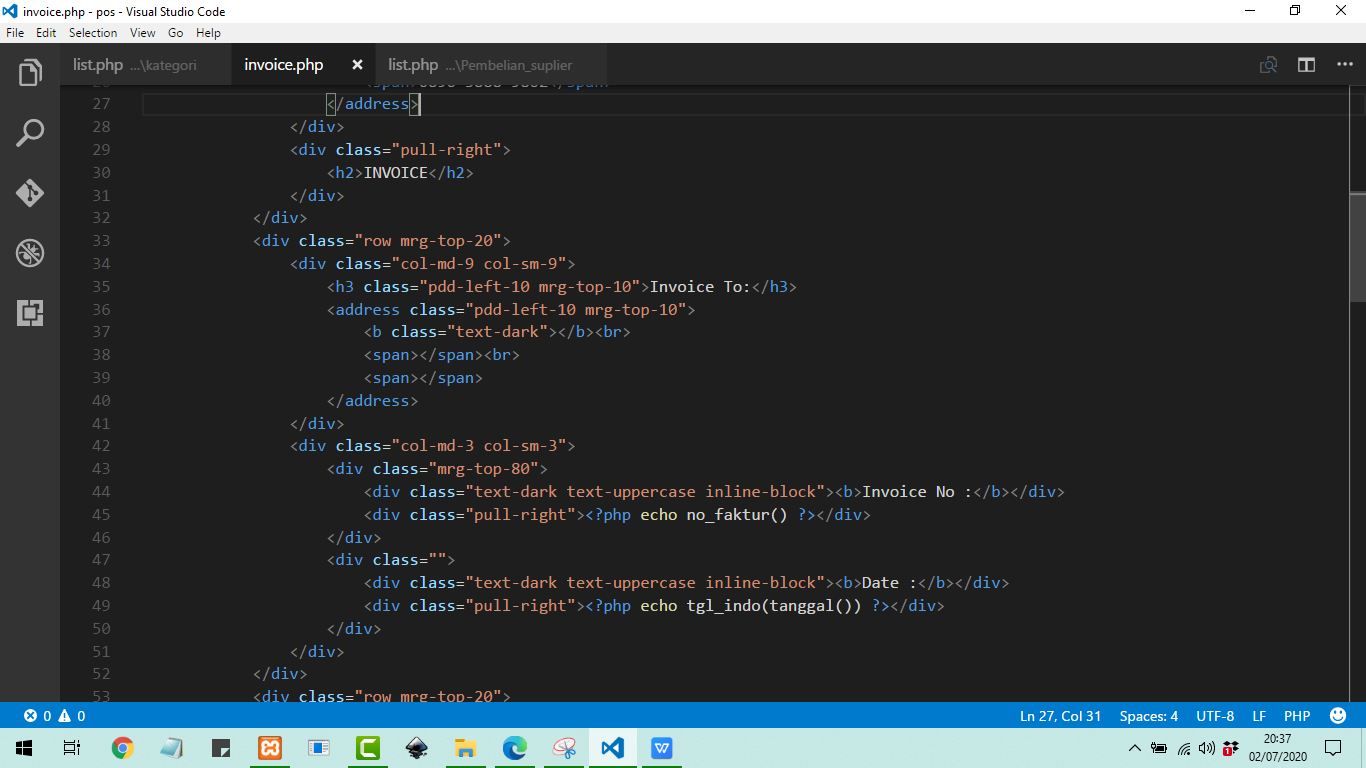 invoice.php - pos - Visual Studio Code
File Edit Selection View Go Help
list.php ...\kategori invoice.php × list.php ...\Pembelian_suplier
27 </address>
28 </div>
29 <div class="pull-right">
30 <h2>INVOICE</h2>
31 </div>
32 </div>
33 <div class="row mrg-top-20">
34 <div class="col-md-9 col-sm-9">
35 <h3 class="pdd-left-10 mrg-top-10">Invoice To:</h3>
36 <address class="pdd-left-10 mrg-top-10">
37 <b class="text-dark"></b><br>
38 <span></span><br>
39 <span></span>
40 </address>
41 </div>
42 <div class="col-md-3 col-sm-3">
43 <div class="mrg-top-80">
44 <div class="text-dark text-uppercase inline-block"><b>Invoice No :</b></div>
45 <div class="pull-right"><?php echo no_faktur() ?></div>
46 </div>
47 <div class="">
48 <div class="text-dark text-uppercase inline-block"><b>Date :</b></div>
49 <div class="pull-right"><?php echo tgl_indo(tanggal()) ?></div>
50 </div>
51 </div>
52 </div>
53 <div class="row mrg-top-20">
0 0 Ln 27, Col 31 Spaces: 4 UTF-8 LF PHP
20:37
02/07/2020